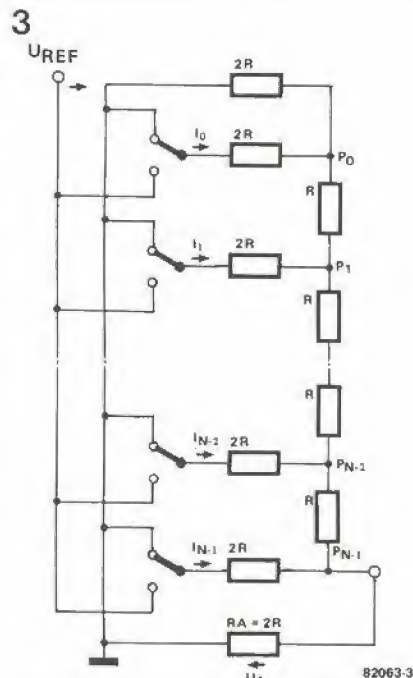 3
UREF
2R
I0
2R
P0
R
I1
2R
P1
R
R
IN-2
2R
PN-2
R
IN-1
2R
PN-1
RA = 2R
82063-3